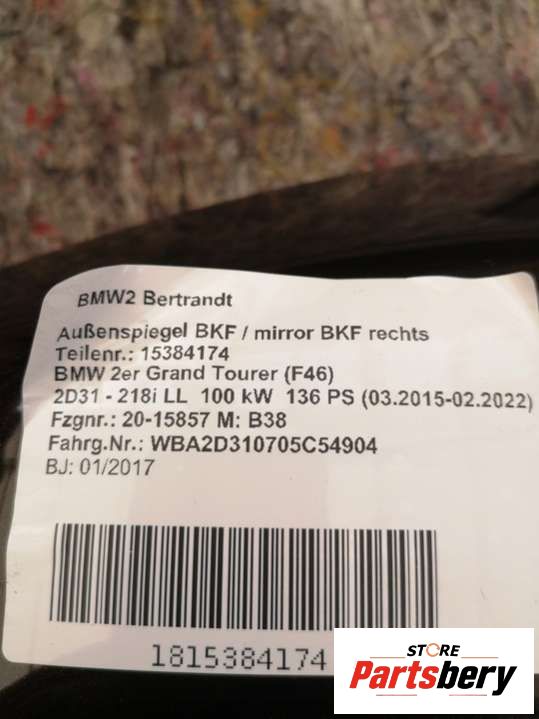 BMW2 Bertrandt
Außenspiegel BKF / mirror BKF rechts
Teilenr.: 15384174
BMW 2er Grand Tourer (F46)
2D31 - 218i LL 100 kW 136 PS (03.2015-02.2022)
Fzgnr.: 20-15857 M: B38
Fahrg.Nr.: WBA2D310705C54904
BJ: 01/2017
1815384174
STORE
Partsbery